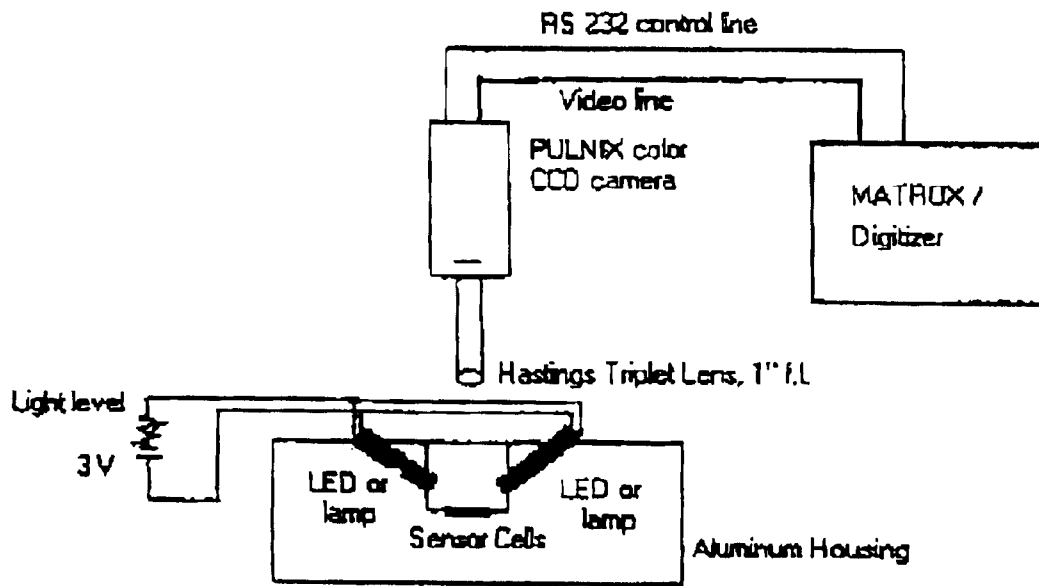 RS 232 control line
Video line
PULNIX color
CCD camera
MATROX /
Digitizer
Hastings Triplet Lens, 1" f.l.
Light level
3 V
LED or
lamp
LED or
lamp
Sensor Cells
Aluminum Housing